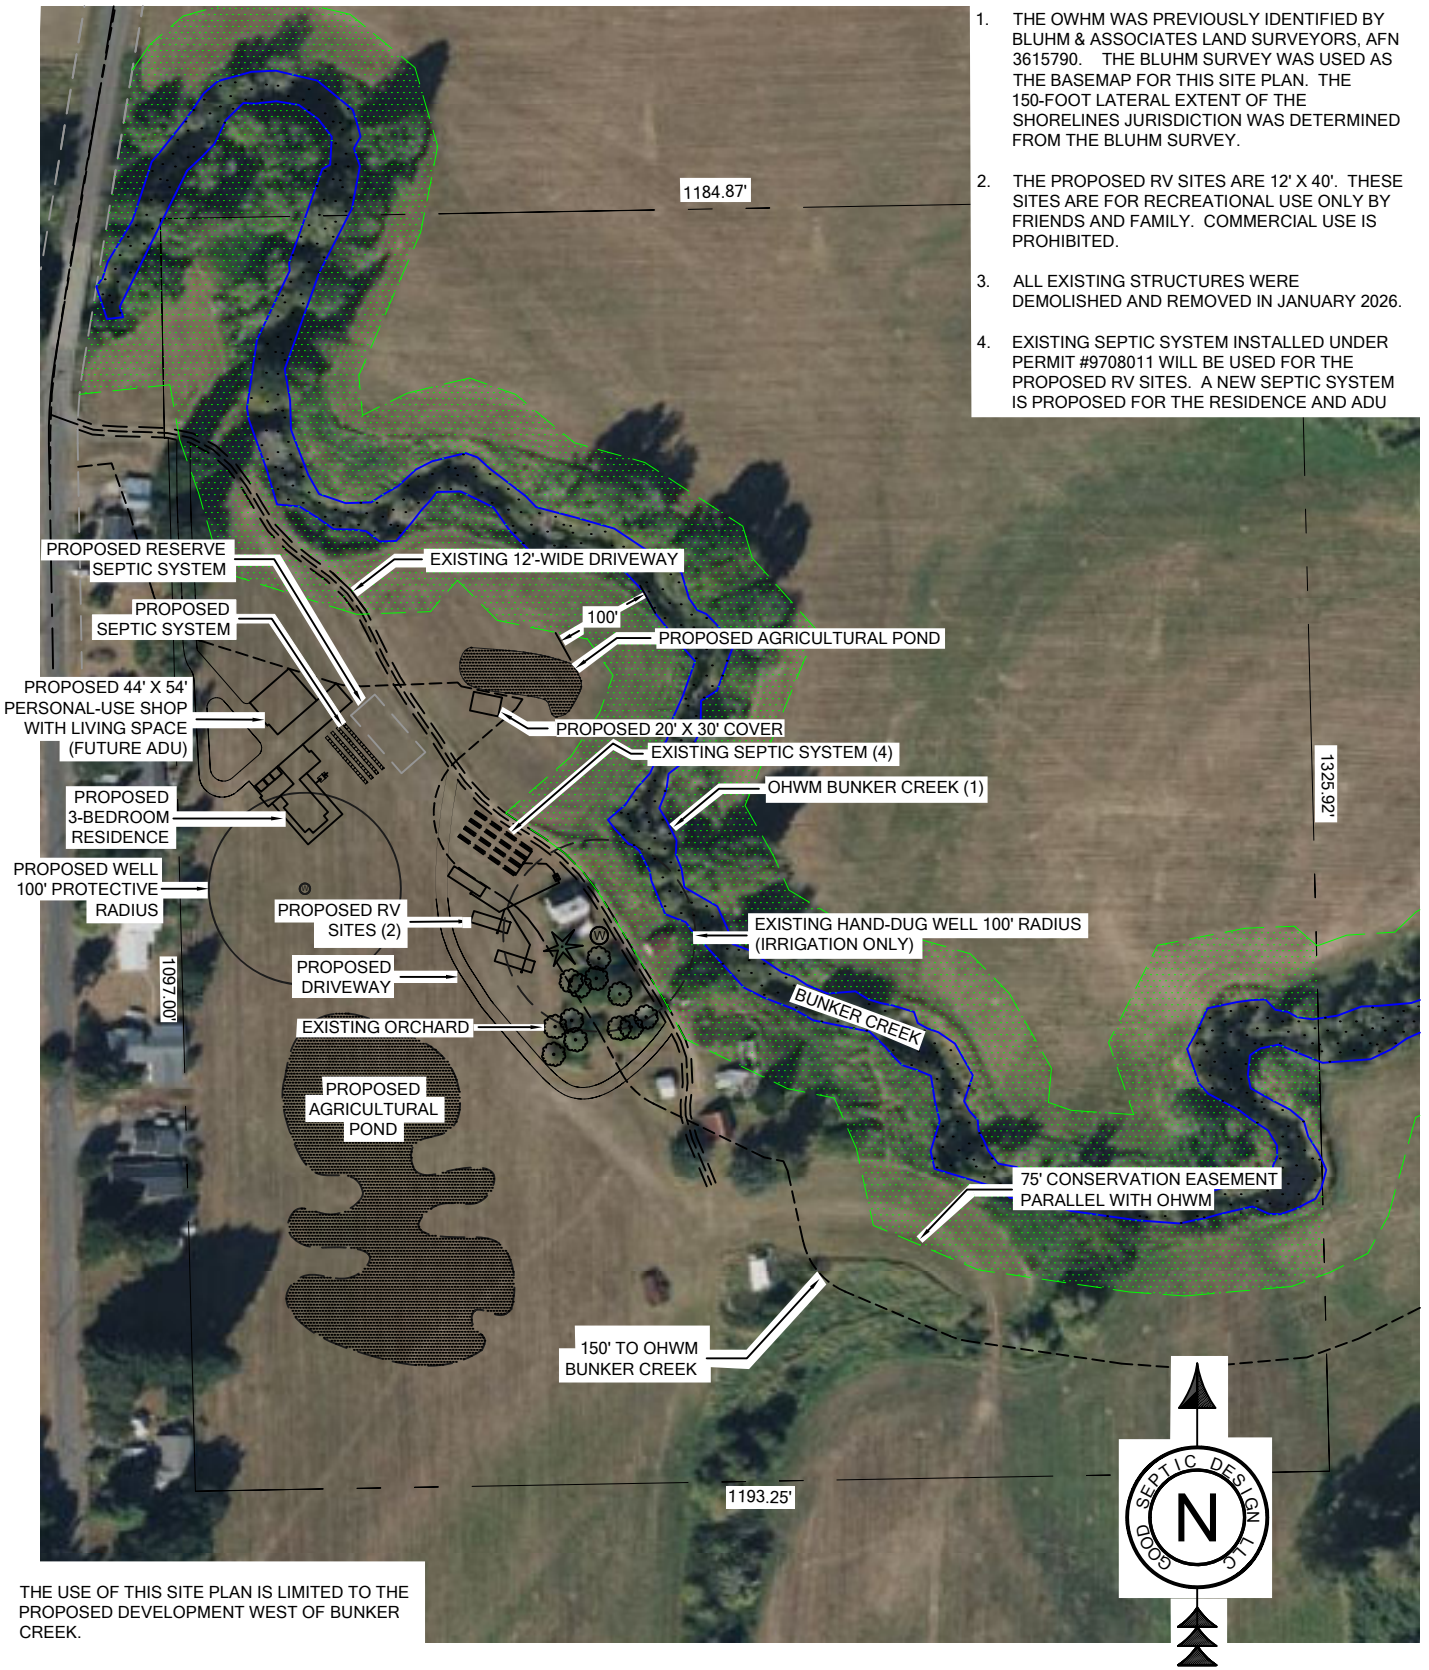 1. THE OWHM WAS PREVIOUSLY IDENTIFIED BY
BLUHM & ASSOCIATES LAND SURVEYORS, AFN
3615790. THE BLUHM SURVEY WAS USED AS
THE BASEMAP FOR THIS SITE PLAN. THE
150-FOOT LATERAL EXTENT OF THE
SHORELINES JURISDICTION WAS DETERMINED
FROM THE BLUHM SURVEY.
2. THE PROPOSED RV SITES ARE 12' X 40'. THESE
SITES ARE FOR RECREATIONAL USE ONLY BY
FRIENDS AND FAMILY. COMMERCIAL USE IS
PROHIBITED.
3. ALL EXISTING STRUCTURES WERE
DEMOLISHED AND REMOVED IN JANUARY 2026.
4. EXISTING SEPTIC SYSTEM INSTALLED UNDER
PERMIT #9708011 WILL BE USED FOR THE
PROPOSED RV SITES. A NEW SEPTIC SYSTEM
IS PROPOSED FOR THE RESIDENCE AND ADU
1184.87'
PROPOSED RESERVE
SEPTIC SYSTEM
EXISTING 12'-WIDE DRIVEWAY
PROPOSED
SEPTIC SYSTEM
100'
PROPOSED AGRICULTURAL POND
PROPOSED 44' X 54'
PERSONAL-USE SHOP
WITH LIVING SPACE
(FUTURE ADU)
PROPOSED 20' X 30' COVER
EXISTING SEPTIC SYSTEM (4)
OHWM BUNKER CREEK (1)
1325.92'
PROPOSED
3-BEDROOM
RESIDENCE
PROPOSED WELL
100' PROTECTIVE
RADIUS
W
PROPOSED RV
SITES (2)
W
EXISTING HAND-DUG WELL 100' RADIUS
(IRRIGATION ONLY)
1097.00'
PROPOSED
DRIVEWAY
BUNKER CREEK
EXISTING ORCHARD
PROPOSED
AGRICULTURAL
POND
75' CONSERVATION EASEMENT
PARALLEL WITH OHWM
150' TO OHWM
BUNKER CREEK
1193.25'
GOOD SEPTIC DESIGN LLC
N
THE USE OF THIS SITE PLAN IS LIMITED TO THE
PROPOSED DEVELOPMENT WEST OF BUNKER
CREEK.